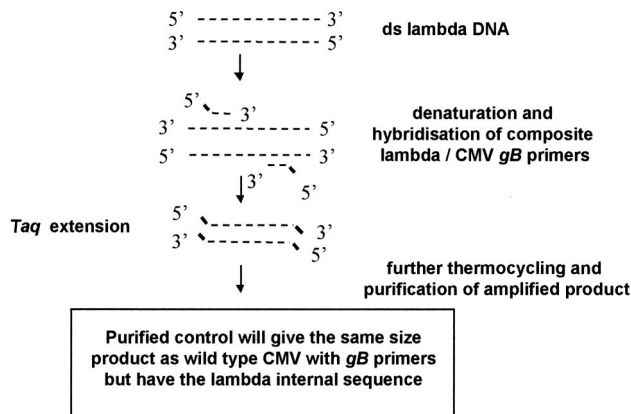 5’ 3’
ds lambda DNA
3’ 5’
5’ 3’
3’ 5’
denaturation and
hybridisation of composite
lambda / CMV gB primers
5’ 3’
3’ 5’
Taq extension
5’ 3’
3’ 5’
further thermocycling and
purification of amplified product
Purified control will give the same size
product as wild type CMV with gB primers
but have the lambda internal sequence